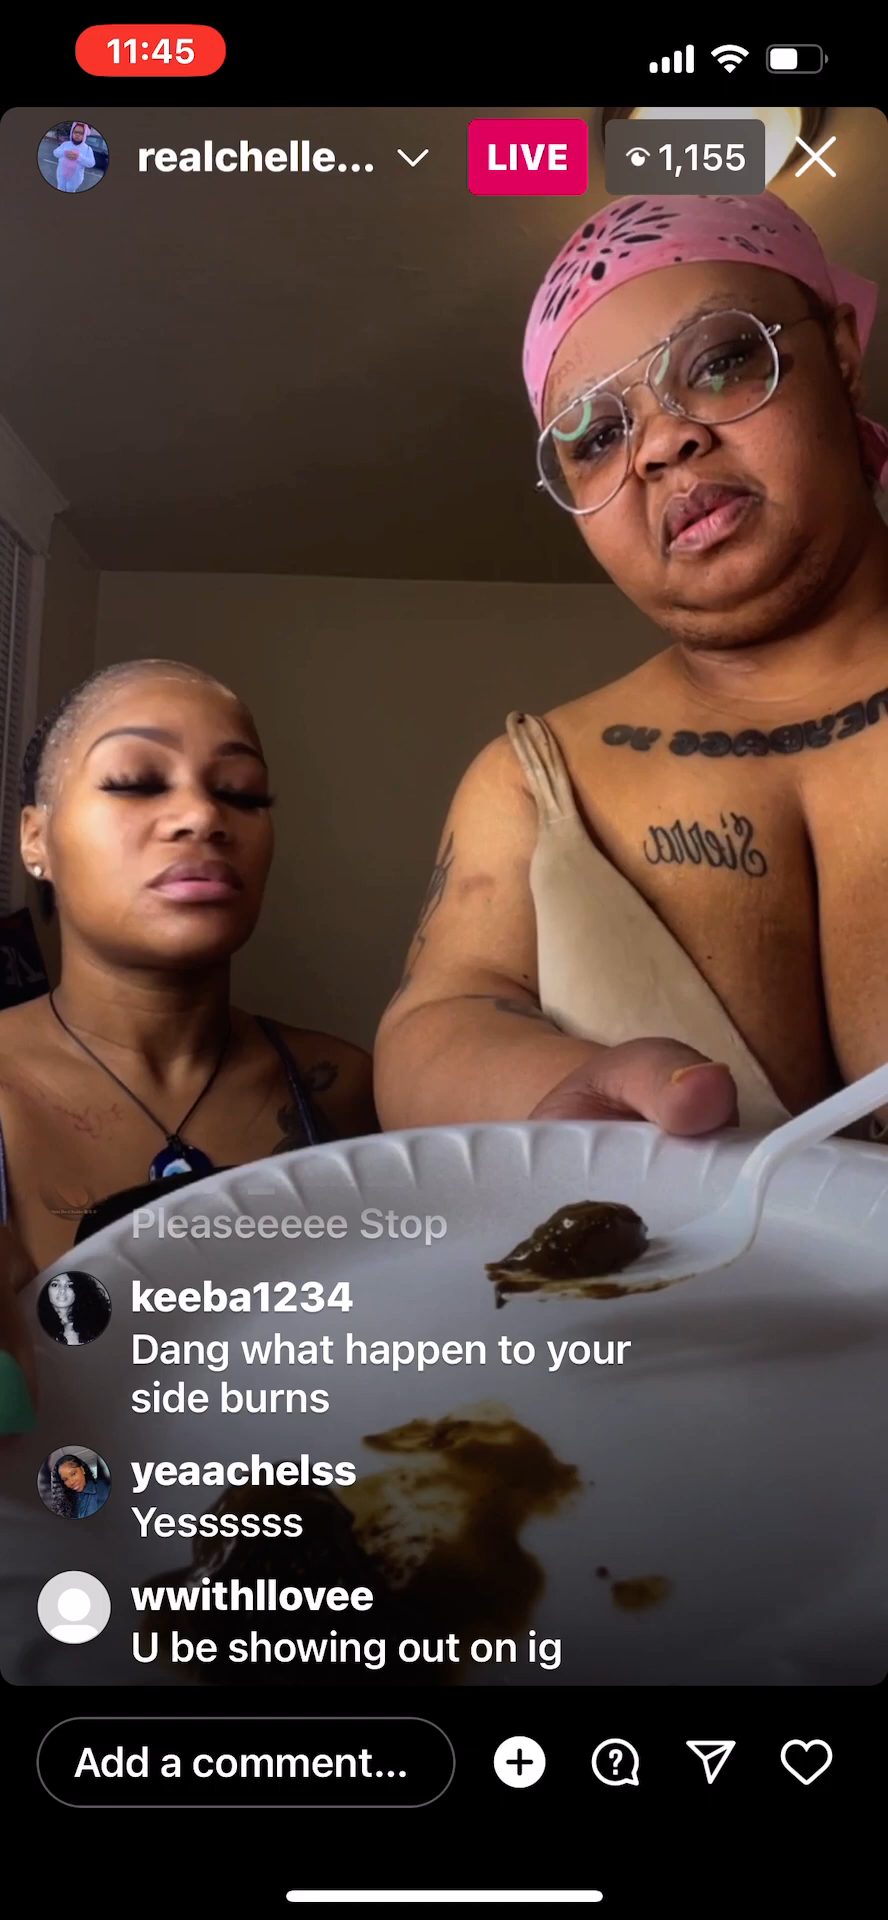 11:45
realchelle...
LIVE
1,155
Sierra
Pleaseeeee Stop
keeba1234
Dang what happen to your
side burns
yeaachelss
Yessssss
wwithllovee
U be showing out on ig
Add a comment...